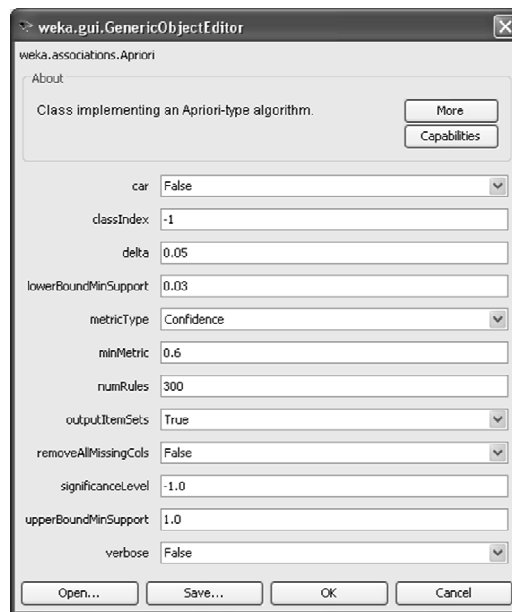 weka.gui.GenericObjectEditor
weka.associations.Apriori
About
Class implementing an Apriori-type algorithm.
More
Capabilities
car False
classIndex -1
delta 0.05
lowerBoundMinSupport 0.03
metricType Confidence
minMetric 0.6
numRules 300
outputItemSets True
removeAllMissingCols False
significanceLevel -1.0
upperBoundMinSupport 1.0
verbose False
Open... Save... OK Cancel